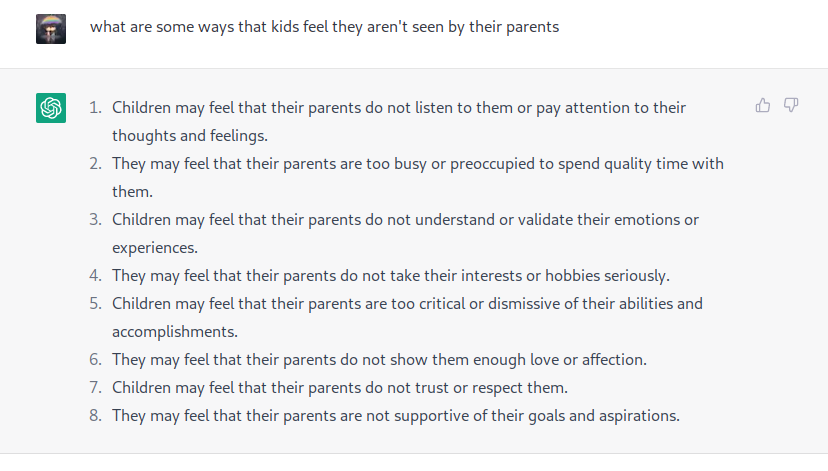 what are some ways that kids feel they aren't seen by their parents
1. Children may feel that their parents do not listen to them or pay attention to their
thoughts and feelings.
2. They may feel that their parents are too busy or preoccupied to spend quality time with
them.
3. Children may feel that their parents do not understand or validate their emotions or
experiences.
4. They may feel that their parents do not take their interests or hobbies seriously.
5. Children may feel that their parents are too critical or dismissive of their abilities and
accomplishments.
6. They may feel that their parents do not show them enough love or affection.
7. Children may feel that their parents do not trust or respect them.
8. They may feel that their parents are not supportive of their goals and aspirations.